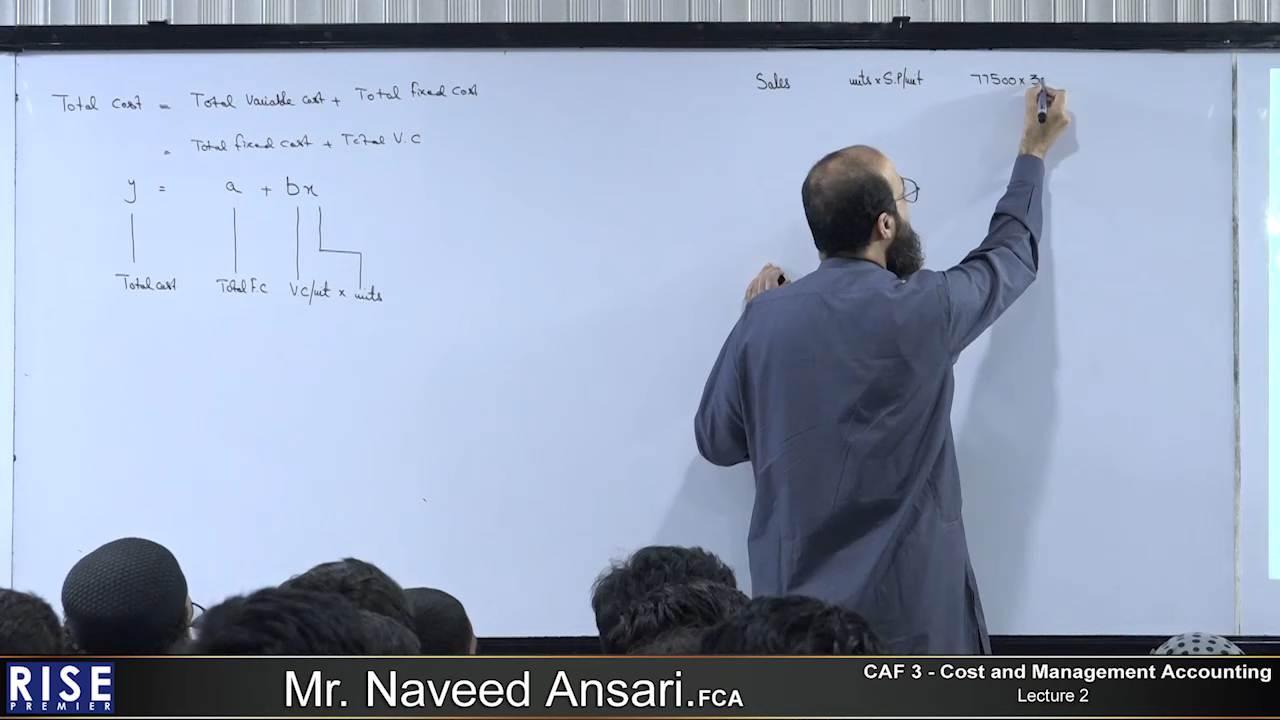 Total cost = Total Variable cost + Total fixed cost
= Total fixed cost + Total V.C
y = a + bx
Total cost Total F.C VC/unit x units
Sales units x S.P/unit 77500 x
RISE
PREMIER
Mr. Naveed Ansari.FCA
CAF 3 - Cost and Management Accounting
Lecture 2